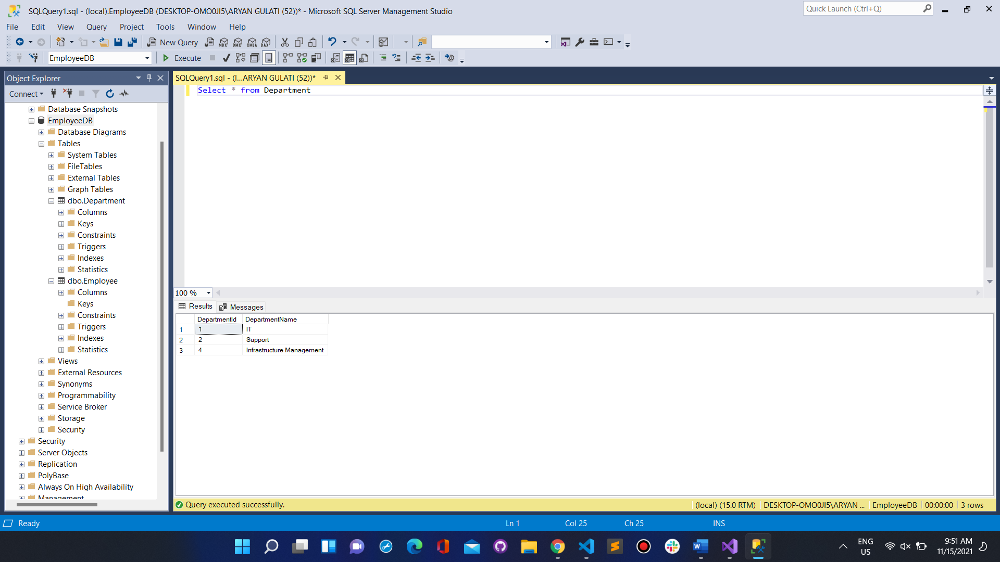 SQLQuery1.sql - (local).EmployeeDB (DESKTOP-OMO0JI5\ARYAN GULATI (52))* - Microsoft SQL Server Management Studio
Quick Launch (Ctrl+Q)
File Edit View Query Project Tools Window Help
New Query MDX DMX XMLA DAX
EmployeeDB Execute
Object Explorer
Connect
Database Snapshots
EmployeeDB
Database Diagrams
Tables
System Tables
FileTables
External Tables
Graph Tables
dbo.Department
Columns
Keys
Constraints
Triggers
Indexes
Statistics
dbo.Employee
Columns
Keys
Constraints
Triggers
Indexes
Statistics
Views
External Resources
Synonyms
Programmability
Service Broker
Storage
Security
Security
Server Objects
Replication
PolyBase
Always On High Availability
Management
SQLQuery1.sql - (l...ARYAN GULATI (52))*
Select * from Department
100 %
Results Messages
DepartmentId DepartmentName
1 1 IT
2 2 Support
3 4 Infrastructure Management
Query executed successfully. (local) (15.0 RTM) DESKTOP-OMO0JI5\ARYAN ... EmployeeDB 00:00:00 3 rows
Ready Ln 1 Col 25 Ch 25 INS
ENG
US
9:51 AM
11/15/2021